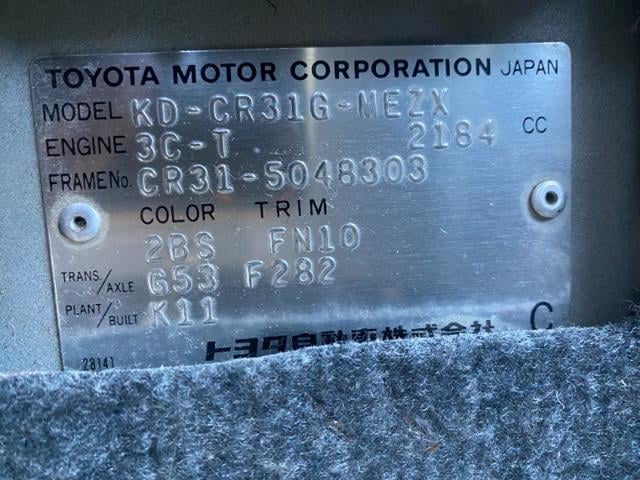 TOYOTA MOTOR CORPORATION JAPAN
MODEL KD-CR31G-MEZX
ENGINE 3C-T 2184 CC
FRAME No. CR31-5048303
COLOR TRIM
2BS FN10
TRANS./AXLE G53 F282
PLANT/BUILT K11
トヨタ自動車株式会社 C
28141